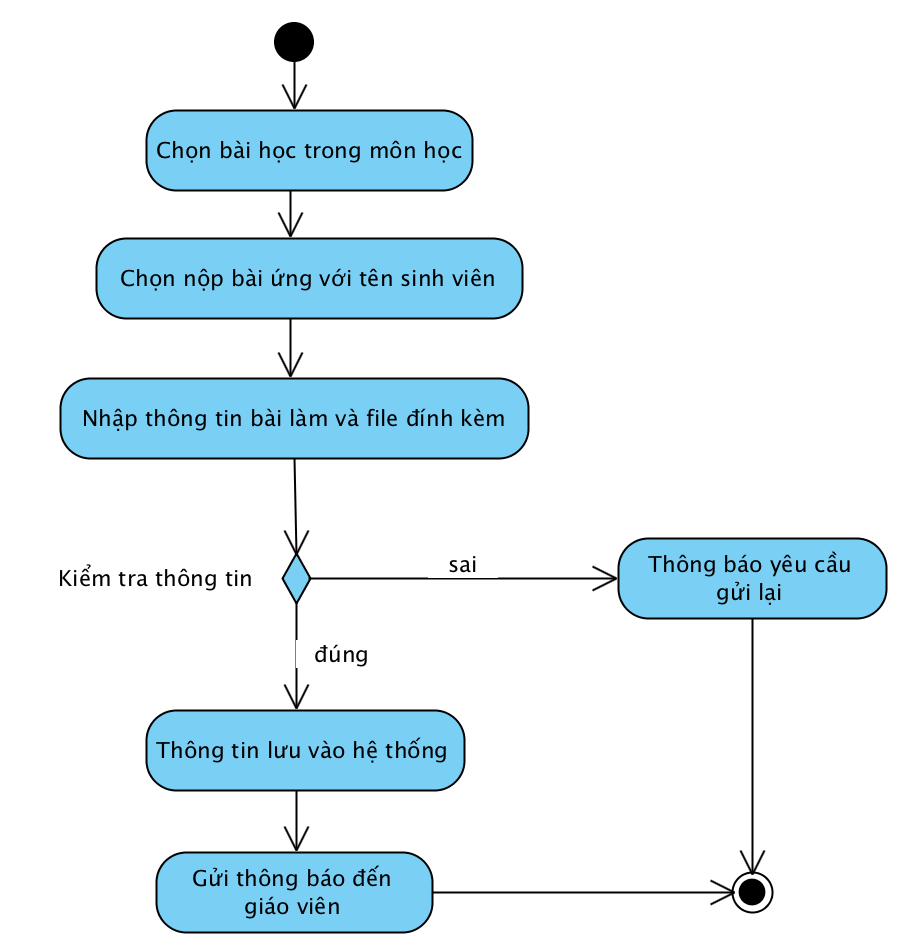 Chọn bài học trong môn học
Chọn nộp bài ứng với tên sinh viên
Nhập thông tin bài làm và file đính kèm
Kiểm tra thông tin
sai
Thông báo yêu cầu
gửi lại
đúng
Thông tin lưu vào hệ thống
Gửi thông báo đến
giáo viên